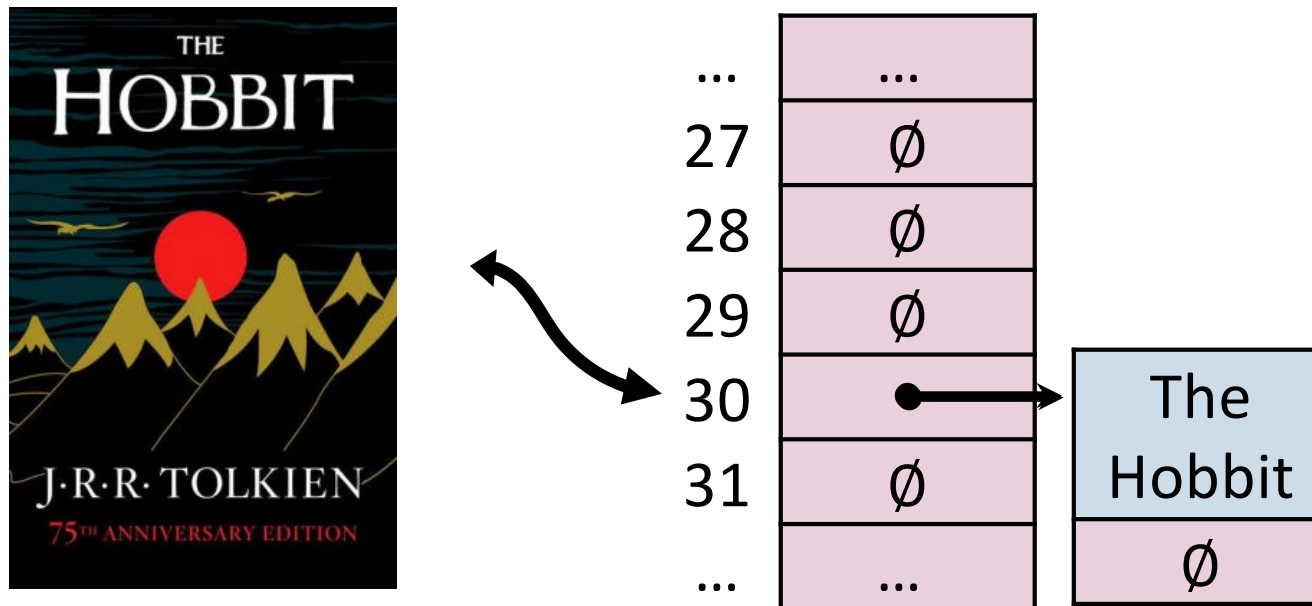 THE
HOBBIT
J·R·R· TOLKIEN
75TH ANNIVERSARY EDITION
... ...
27 Ø
28 Ø
29 Ø
30
31 Ø
... ...
The
Hobbit
Ø